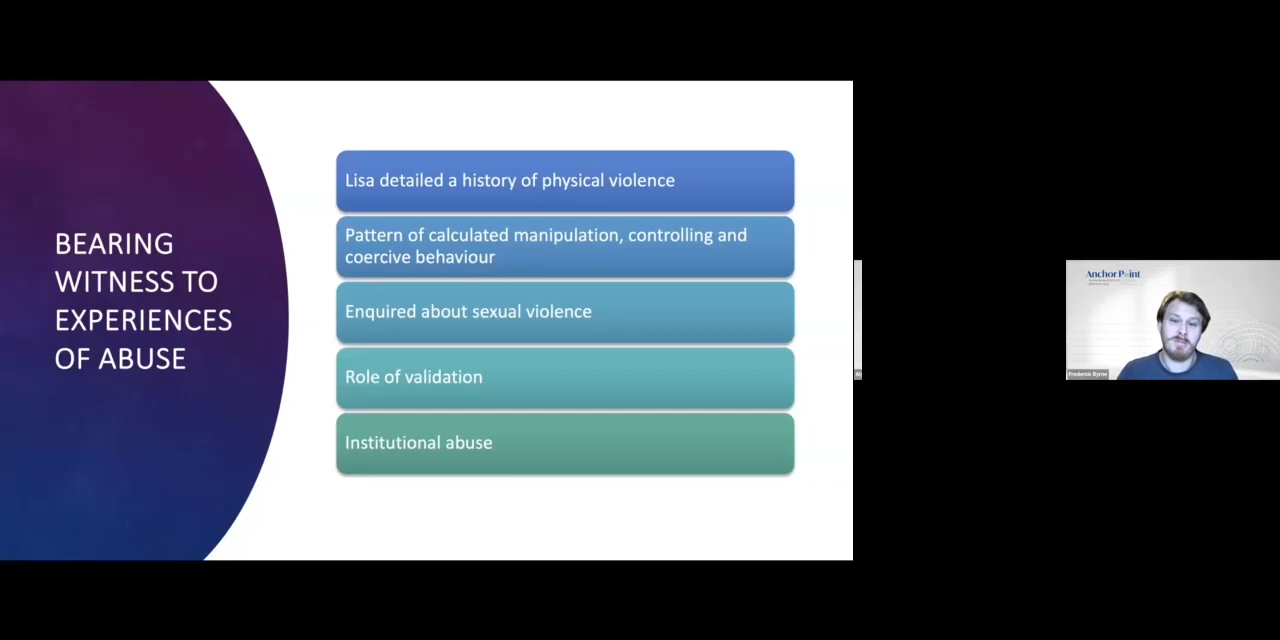 BEARING
WITNESS TO
EXPERIENCES
OF ABUSE
Lisa detailed a history of physical violence
Pattern of calculated manipulation, controlling and
coercive behaviour
Enquired about sexual violence
Role of validation
Institutional abuse
Anchor Point
Frederick Byrne